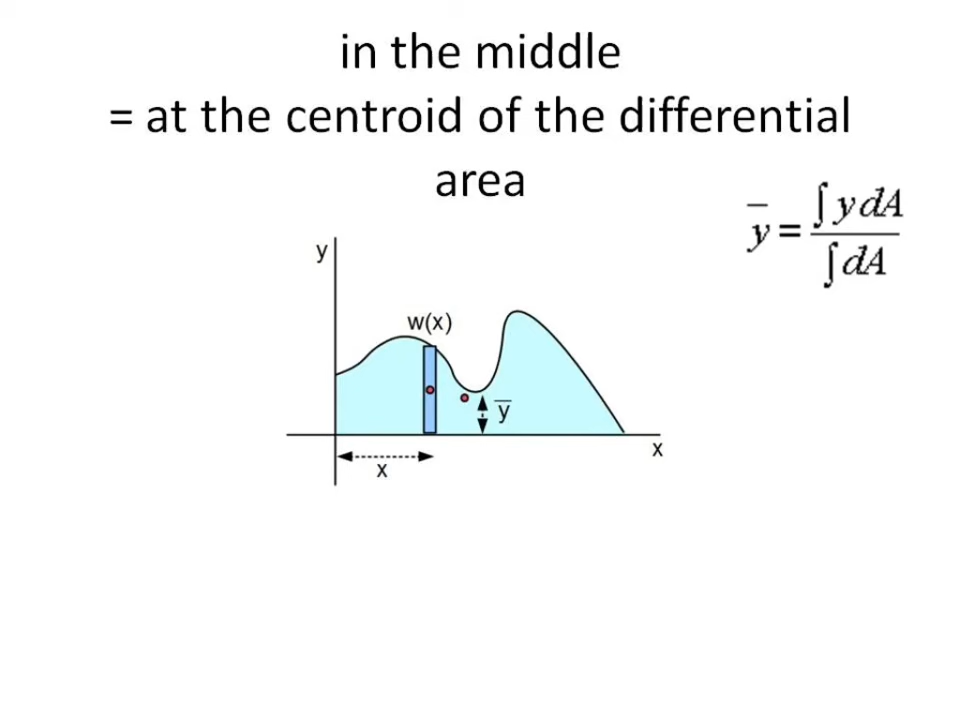 in the middle
= at the centroid of the differential
area
y̅ = ∫ y dA / ∫ dA
y
w(x)
y̅
x
x